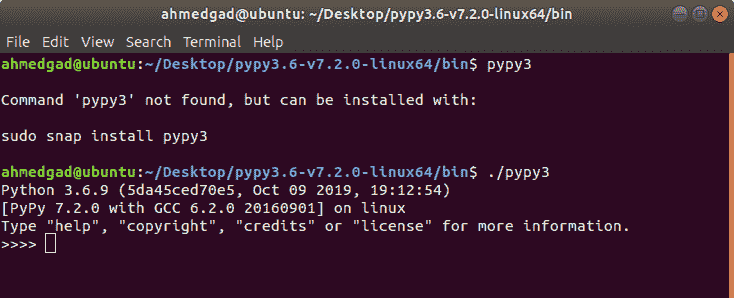 ahmedgad@ubuntu: ~/Desktop/pypy3.6-v7.2.0-linux64/bin
File Edit View Search Terminal Help
ahmedgad@ubuntu:~/Desktop/pypy3.6-v7.2.0-linux64/bin$ pypy3
Command 'pypy3' not found, but can be installed with:
sudo snap install pypy3
ahmedgad@ubuntu:~/Desktop/pypy3.6-v7.2.0-linux64/bin$ ./pypy3
Python 3.6.9 (5da45ced70e5, Oct 09 2019, 19:12:54)
[PyPy 7.2.0 with GCC 6.2.0 20160901] on linux
Type "help", "copyright", "credits" or "license" for more information.
>>>>